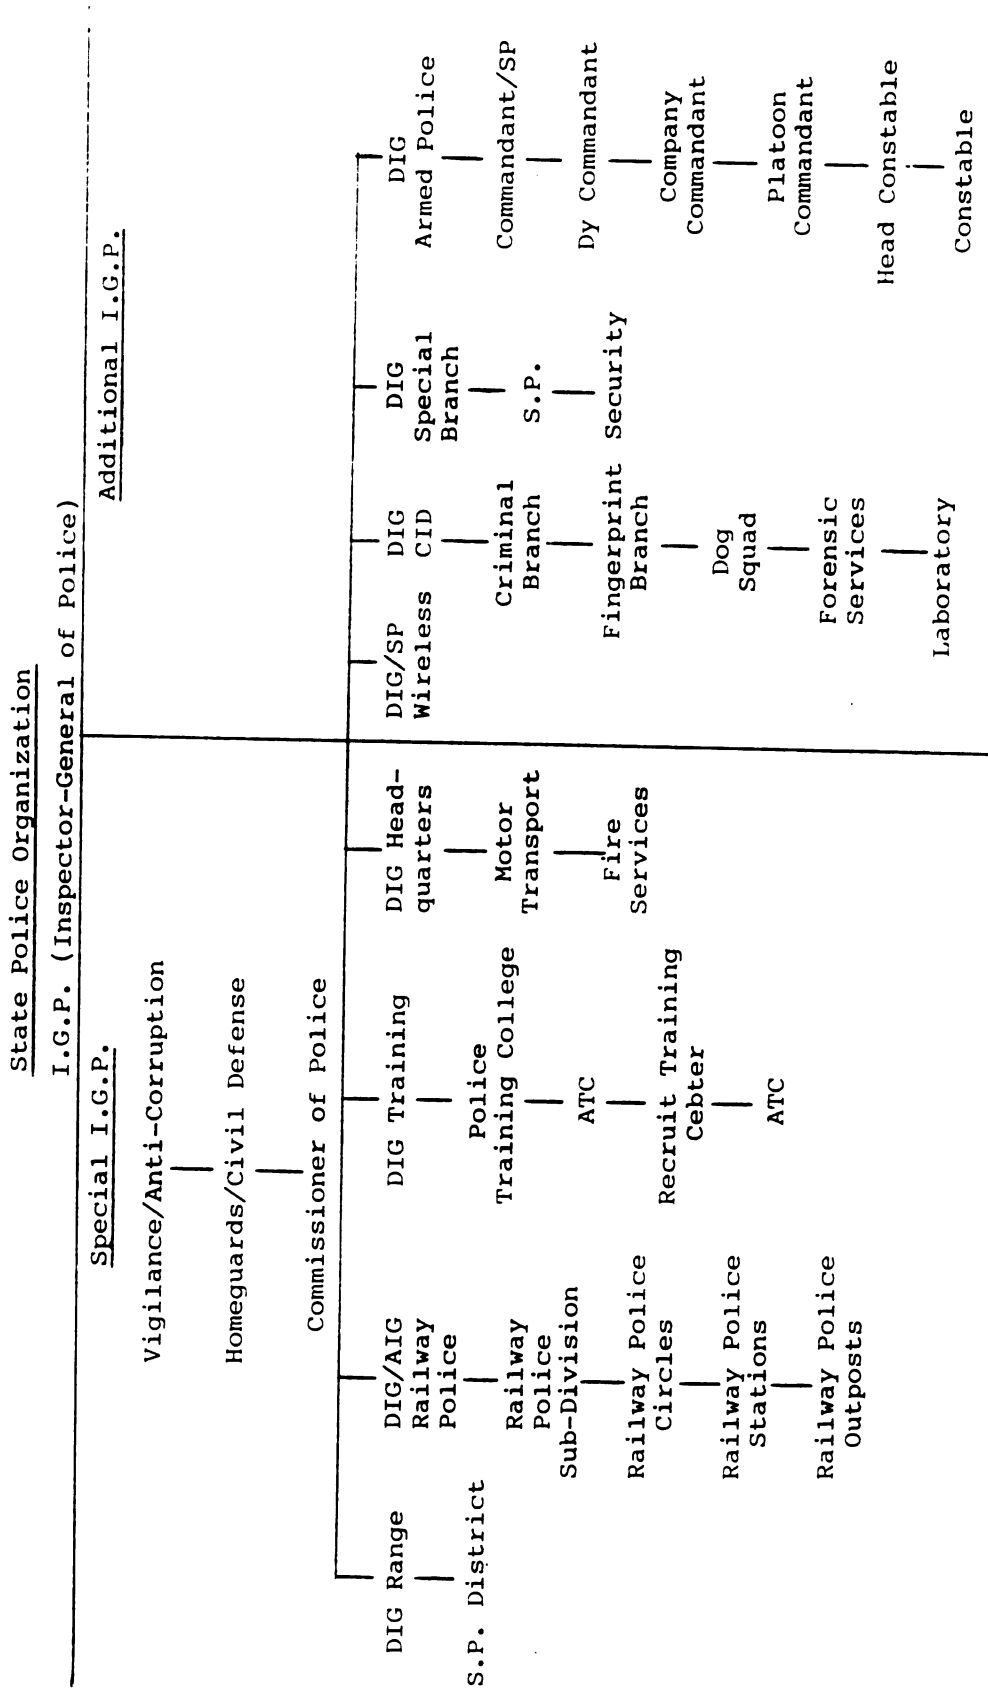 State Police Organization
I.G.P. (Inspector-General of Police)
Special I.G.P.
Additional I.G.P.
Vigilance/Anti-Corruption
Homeguards/Civil Defense
Commissioner of Police
DIG Range
S.P. District
DIG/AIG
Railway
Police
Railway
Police
Sub-Division
Railway Police
Circles
Railway Police
Stations
Railway Police
Outposts
DIG Training
Police
Training College
ATC
Recruit Training
Cebter
ATC
DIG Head-
quarters
Motor
Transport
Fire
Services
DIG/SP
Wireless
DIG
CID
Criminal
Branch
Fingerprint
Branch
Dog
Squad
Forensic
Services
Laboratory
DIG
Special
Branch
S.P.
Security
DIG
Armed Police
Commandant/SP
Dy Commandant
Company
Commandant
Platoon
Commandant
Head Constable
Constable